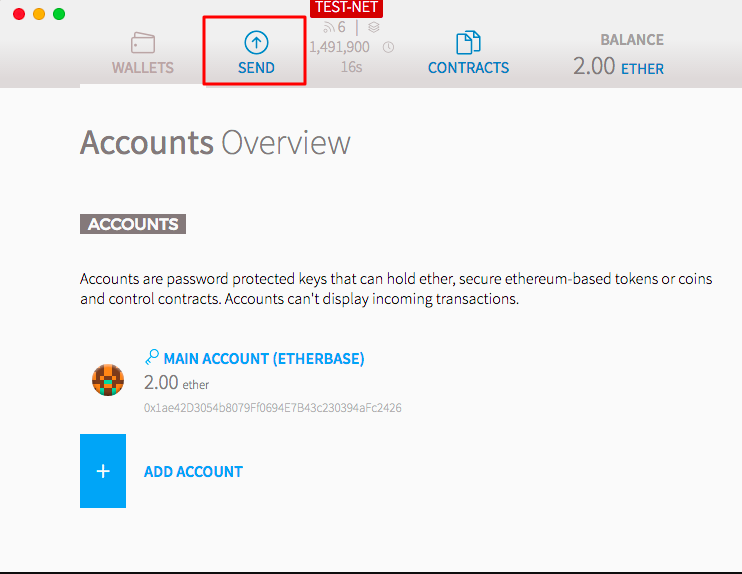 TEST-NET
6 |
1,491,900
16s
WALLETS
SEND
CONTRACTS
BALANCE
2.00 ETHER
Accounts Overview
ACCOUNTS
Accounts are password protected keys that can hold ether, secure ethereum-based tokens or coins
and control contracts. Accounts can't display incoming transactions.
MAIN ACCOUNT (ETHERBASE)
2.00 ether
0x1ae42D3054b8079Ff0694E7B43c230394aFc2426
+ ADD ACCOUNT